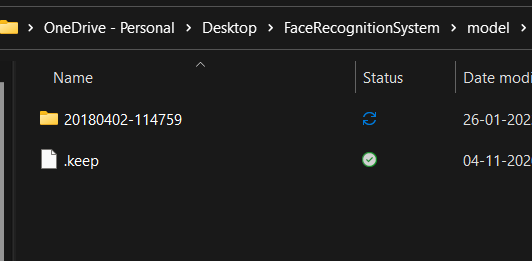 OneDrive - Personal > Desktop > FaceRecognitionSystem > model >
Name Status Date modi
20180402-114759 26-01-202
.keep 04-11-202